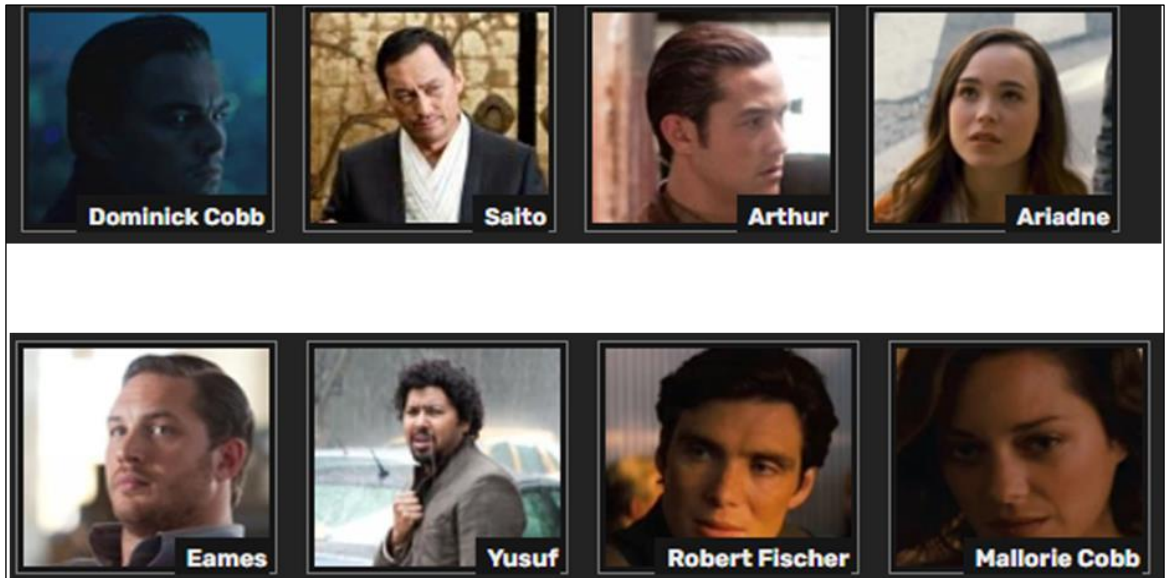 Dominick Cobb
Saito
Arthur
Ariadne
Eames
Yusuf
Robert Fischer
Mallorie Cobb